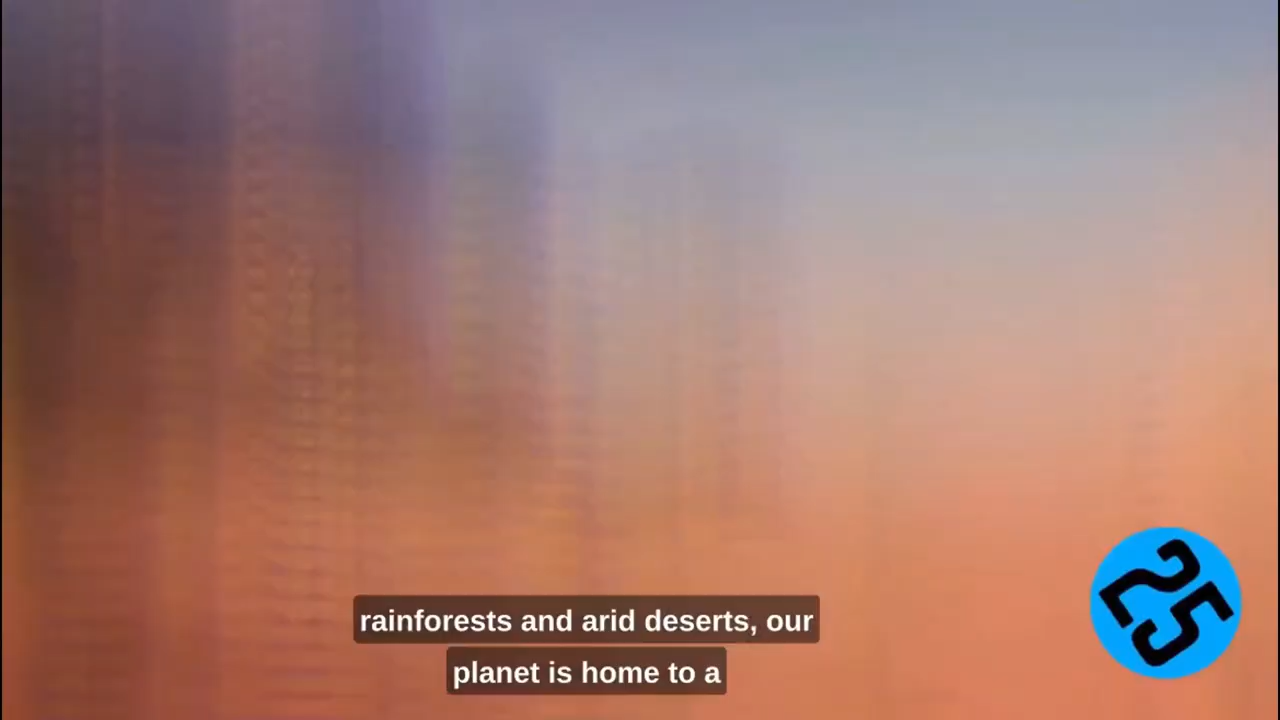 rainforests and arid deserts, our
planet is home to a
25